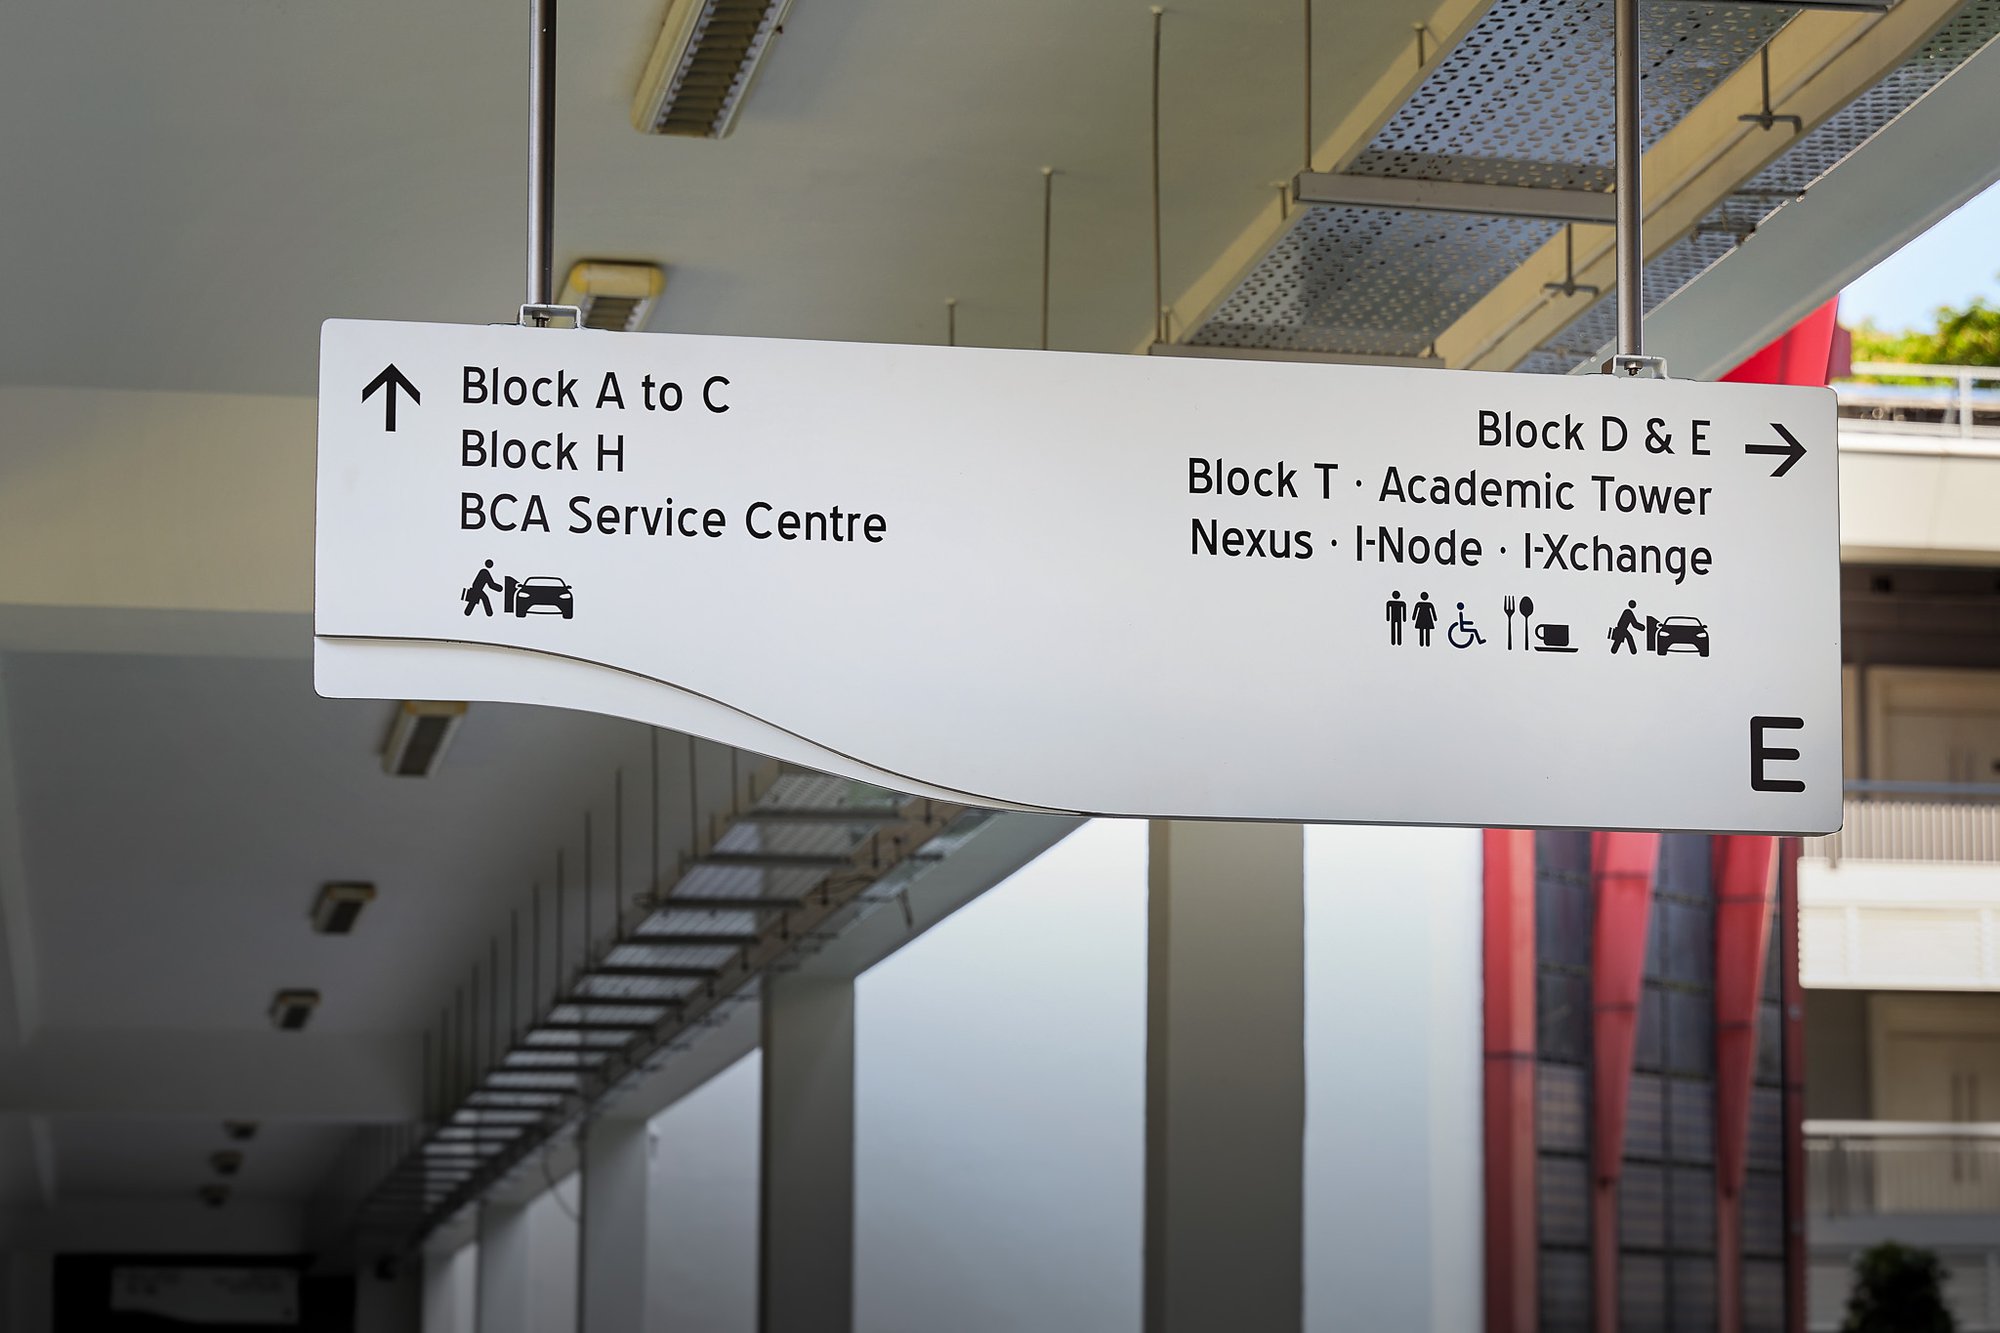 Block A to C
Block H
BCA Service Centre
Block D & E
Block T · Academic Tower
Nexus · I-Node · I-Xchange
E